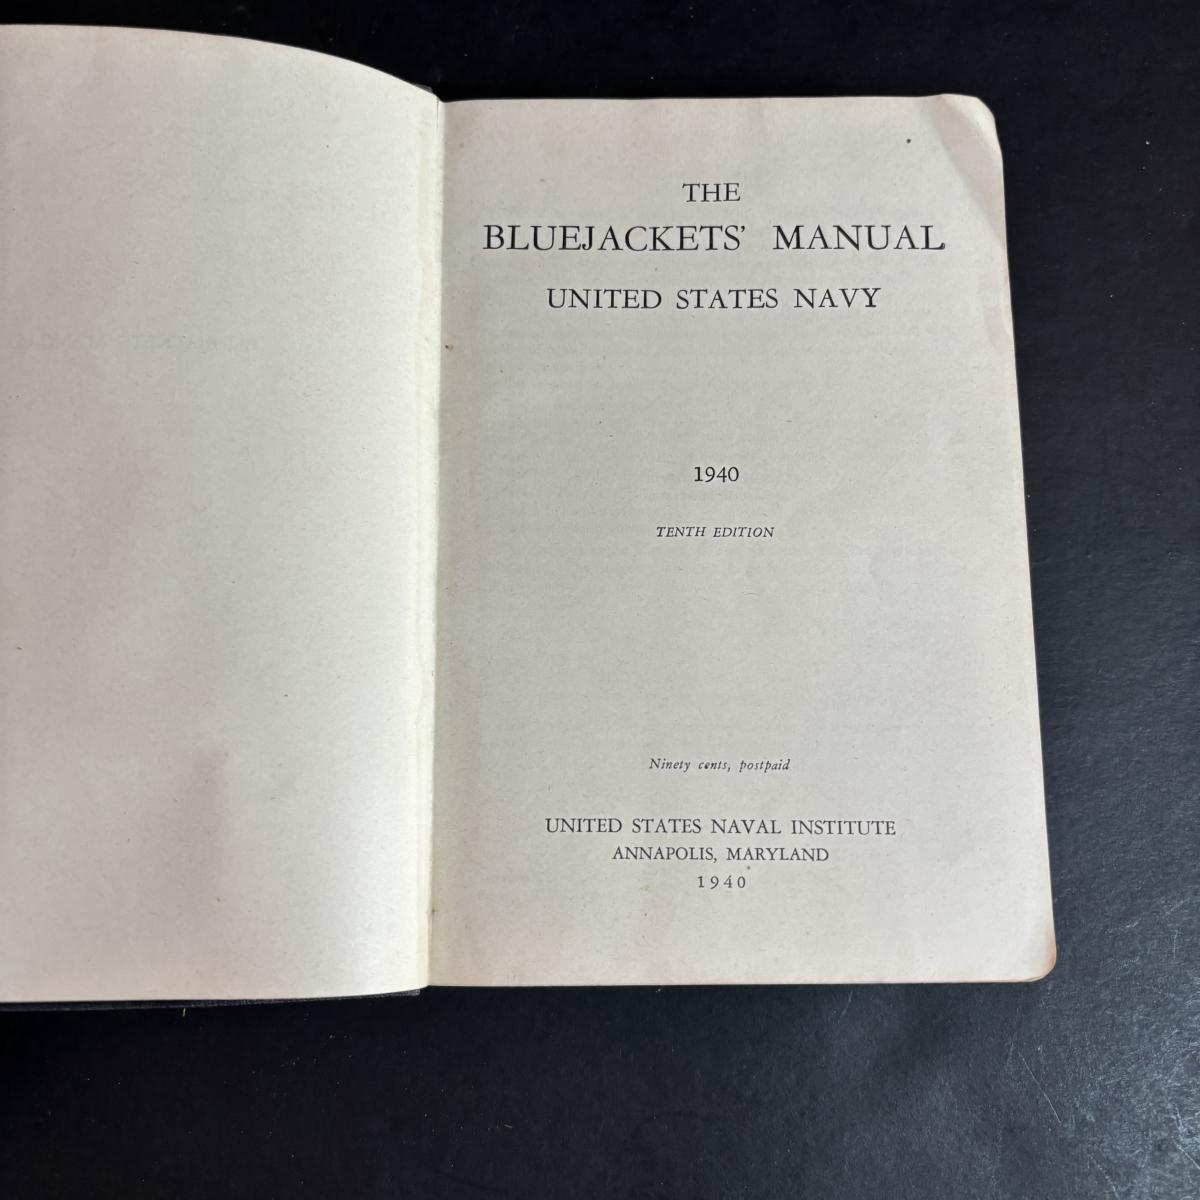 THE
BLUEJACKETS' MANUAL
UNITED STATES NAVY
1940
TENTH EDITION
Ninety cents, postpaid
UNITED STATES NAVAL INSTITUTE
ANNAPOLIS, MARYLAND
1940